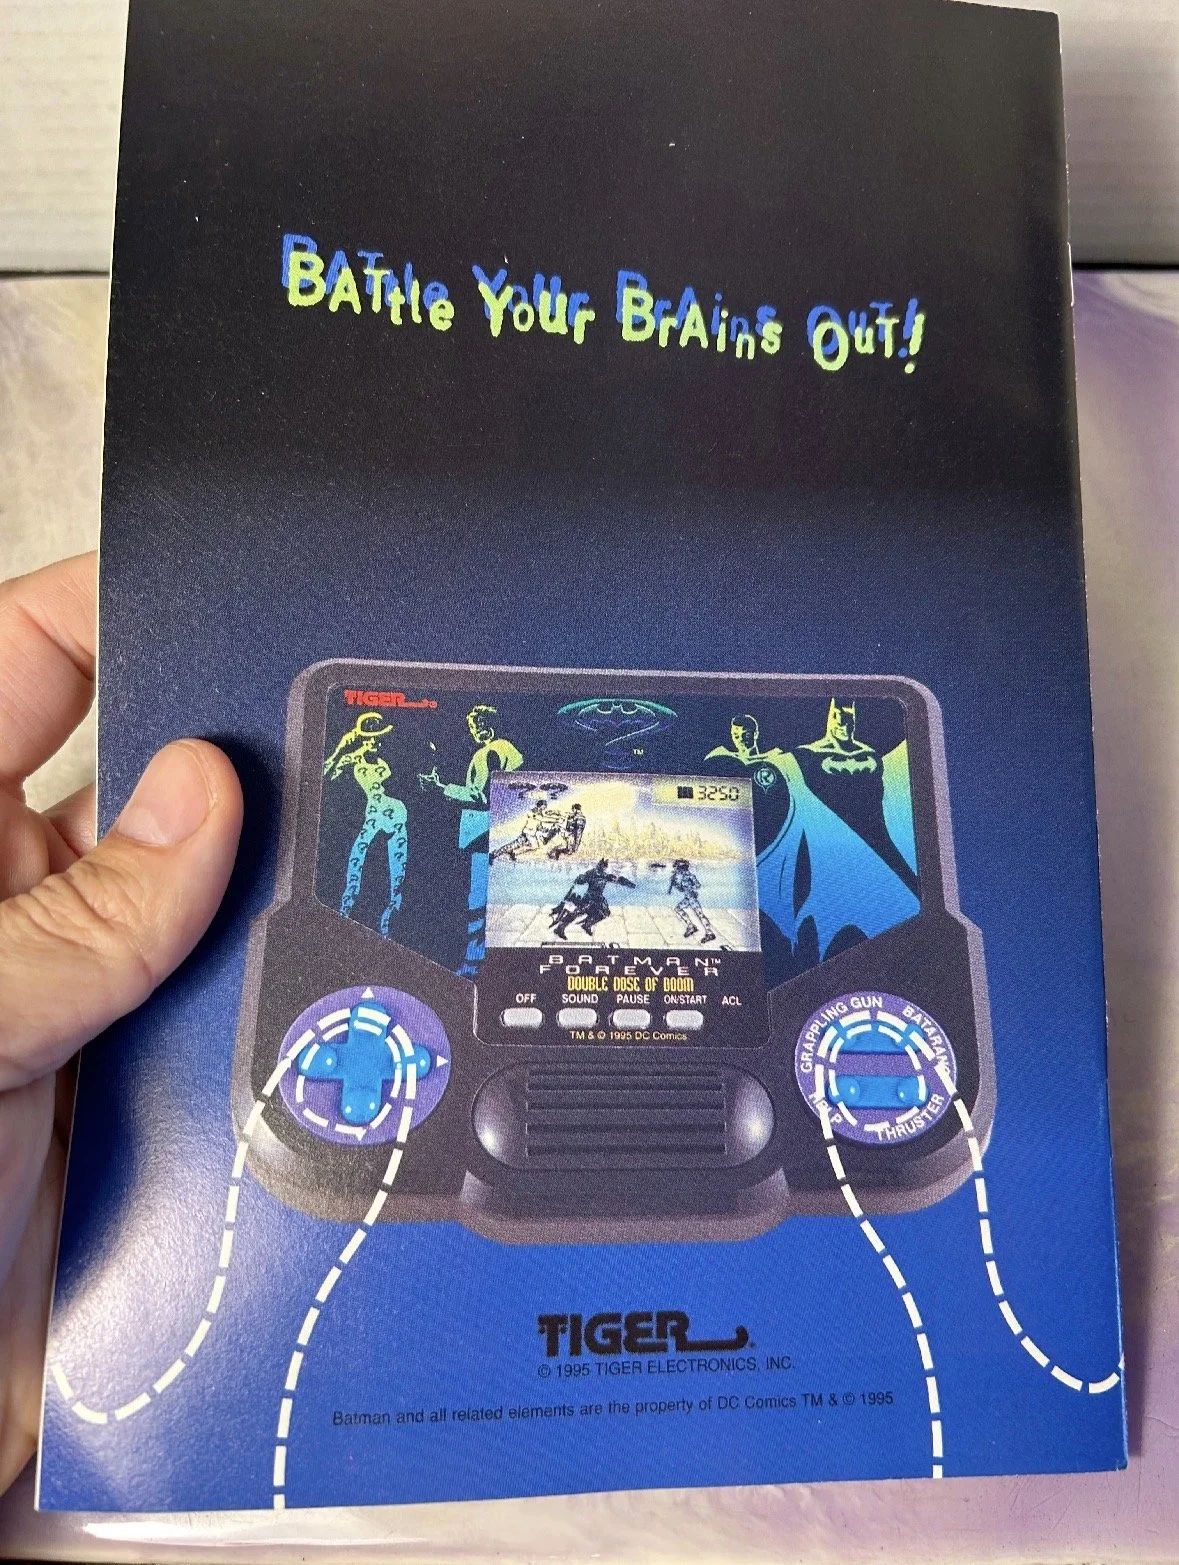 BATtle Your BrAins OuT!
TIGER
TM
3250
R
BATMAN™
FOREVER
DOUBLE DOSE OF DOOM
OFF SOUND PAUSE ON/START ACL
TM & © 1995 DC Comics
GRAPPLING GUN
THRUSTER
TIGER®
© 1995 TIGER ELECTRONICS, INC.
Batman and all related elements are the property of DC Comics TM & © 1995